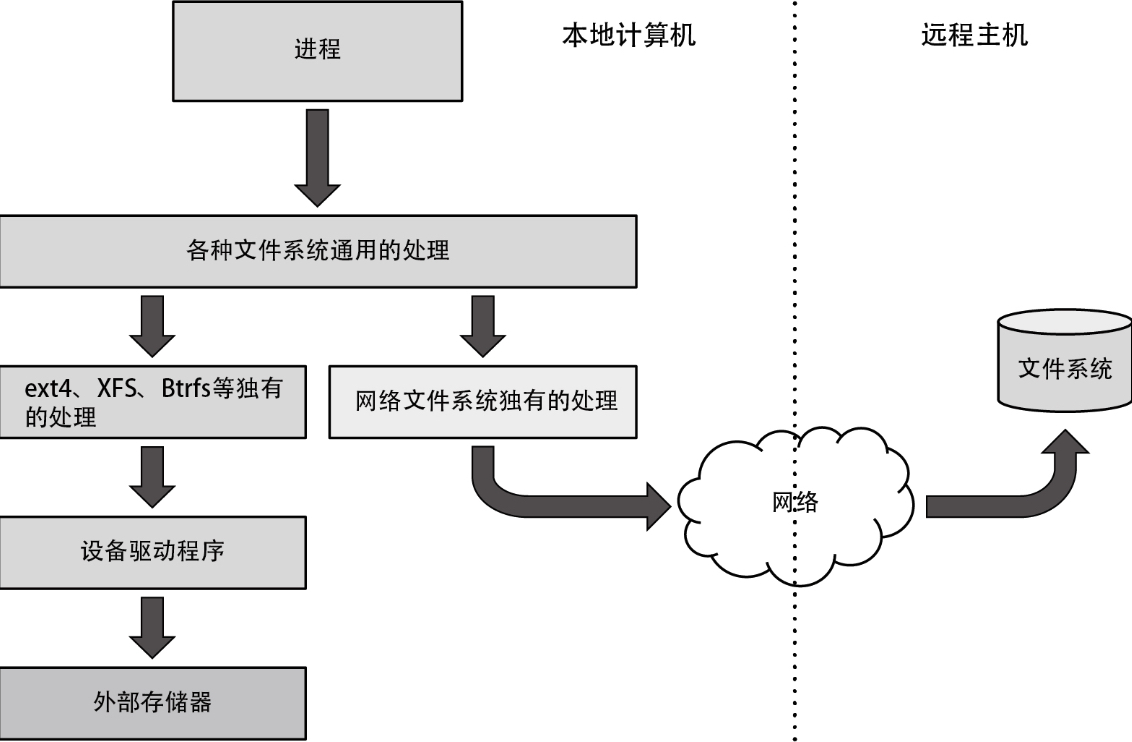 进程
本地计算机
远程主机
各种文件系统通用的处理
ext4、XFS、Btrfs等独有
的处理
网络文件系统独有的处理
文件系统
网络
设备驱动程序
外部存储器